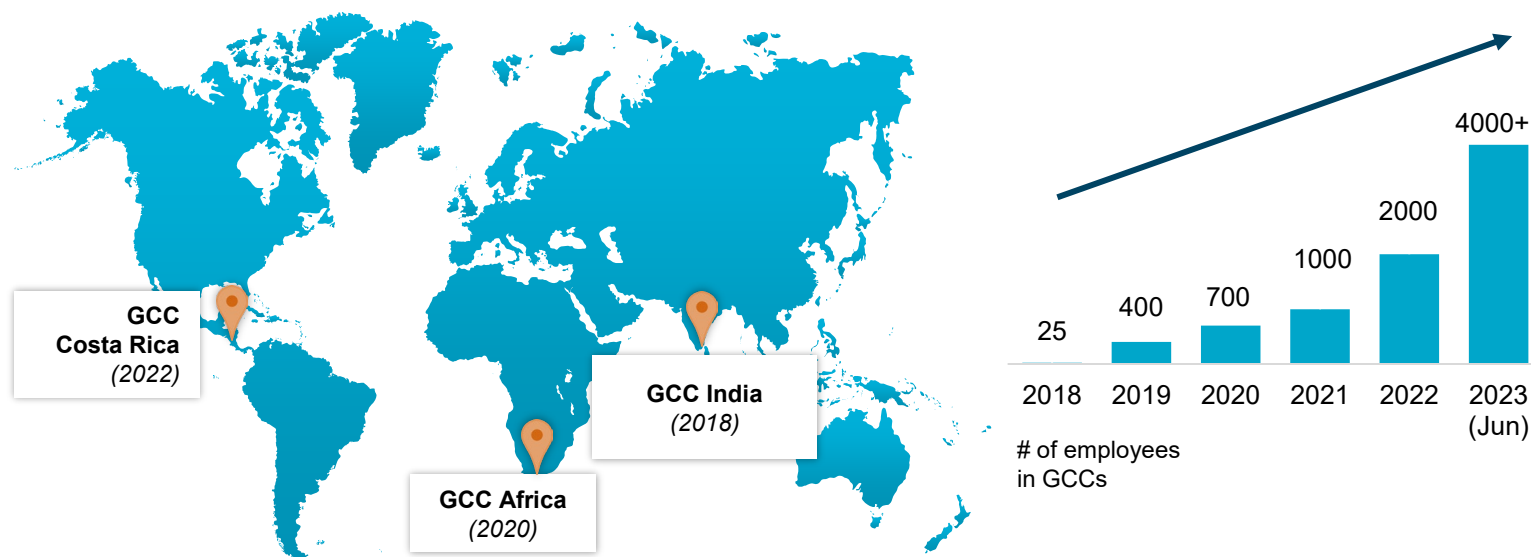 GCC
Costa Rica
(2022)
GCC Africa
(2020)
GCC India
(2018)
25
400
700
1000
2000
4000+
2018
2019
2020
2021
2022
2023
(Jun)
# of employees
in GCCs